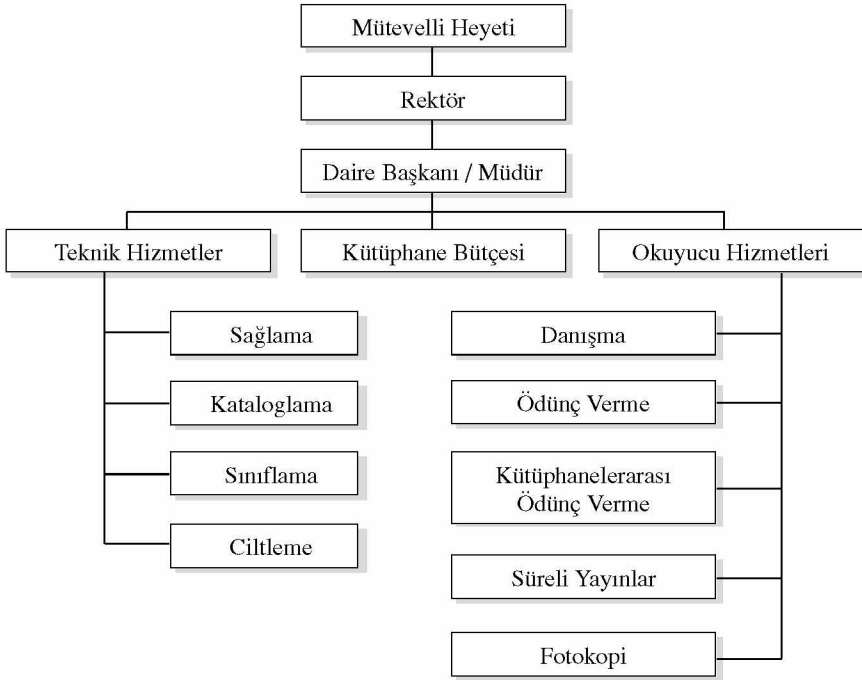 Mütevelli Heyeti
Rektör
Daire Başkanı / Müdür
Teknik Hizmetler
Kütüphane Bütçesi
Okuyucu Hizmetleri
Sağlama
Kataloglama
Sınıflama
Ciltleme
Danışma
Ödünç Verme
Kütüphanelerarası
Ödünç Verme
Süreli Yayınlar
Fotokopi